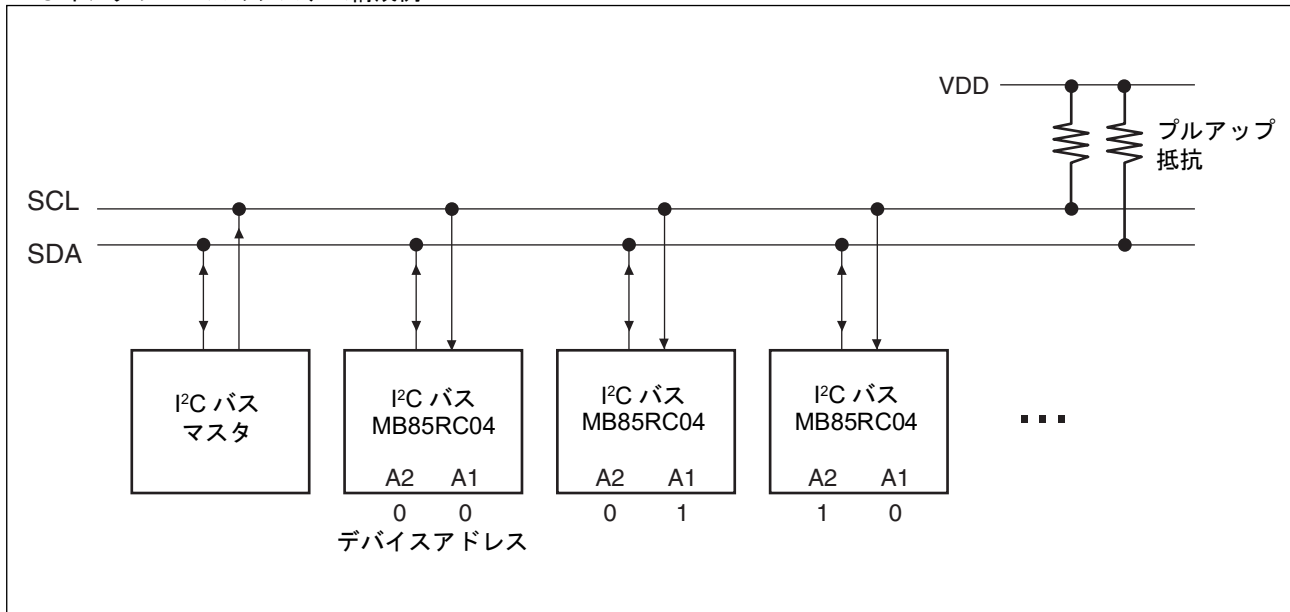 VDD
プルアップ
抵抗
SCL
SDA
I²C バス
マスタ
I²C バス
MB85RC04
A2 A1
0 0
デバイスアドレス
I²C バス
MB85RC04
A2 A1
0 1
I²C バス
MB85RC04
A2 A1
1 0